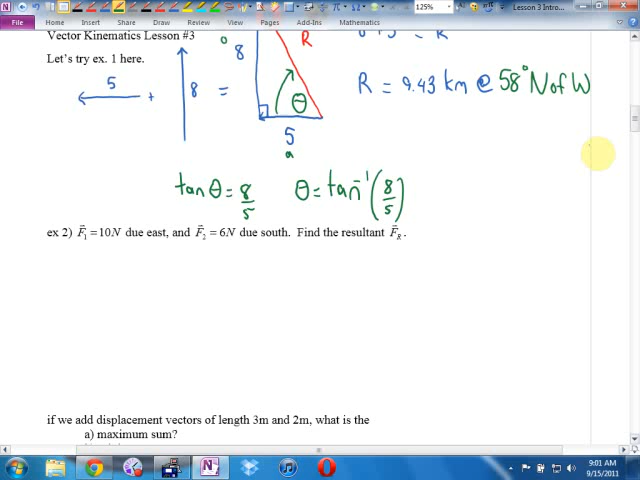 125%
Lesson 3 Intro...
File
Home
Insert
Share
Draw
Review
View
Pages
Add-Ins
Mathematics
Vector Kinematics Lesson #3
Let's try ex. 1 here.
5
+
8
=
o
8
R
θ
5
a
R = 9.43 km @ 58° N of W
tan θ = 8/5 θ = tan⁻¹ (8/5)
ex 2) F⃗₁ = 10N due east, and F⃗₂ = 6N due south. Find the resultant F⃗R .
if we add displacement vectors of length 3m and 2m, what is the
a) maximum sum?
9:01 AM
9/15/2011